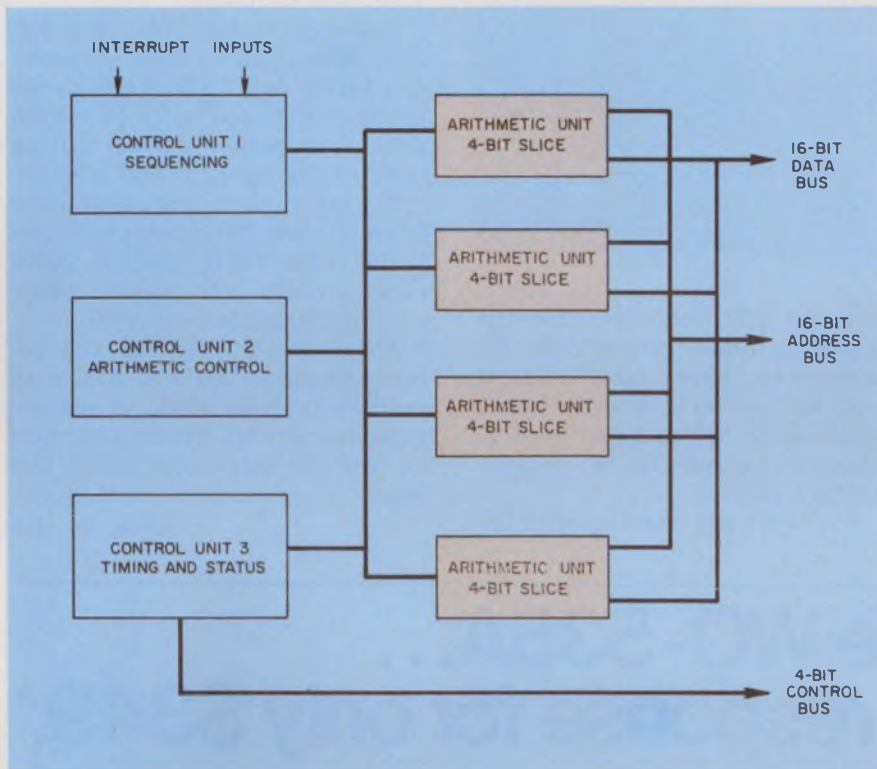 INTERRUPT INPUTS
CONTROL UNIT 1
SEQUENCING
CONTROL UNIT 2
ARITHMETIC CONTROL
CONTROL UNIT 3
TIMING AND STATUS
ARITHMETIC UNIT
4-BIT SLICE
ARITHMETIC UNIT
4-BIT SLICE
ARITHMETIC UNIT
4-BIT SLICE
ARITHMETIC UNIT
4-BIT SLICE
16-BIT
DATA
BUS
16-BIT
ADDRESS
BUS
4-BIT
CONTROL
BUS